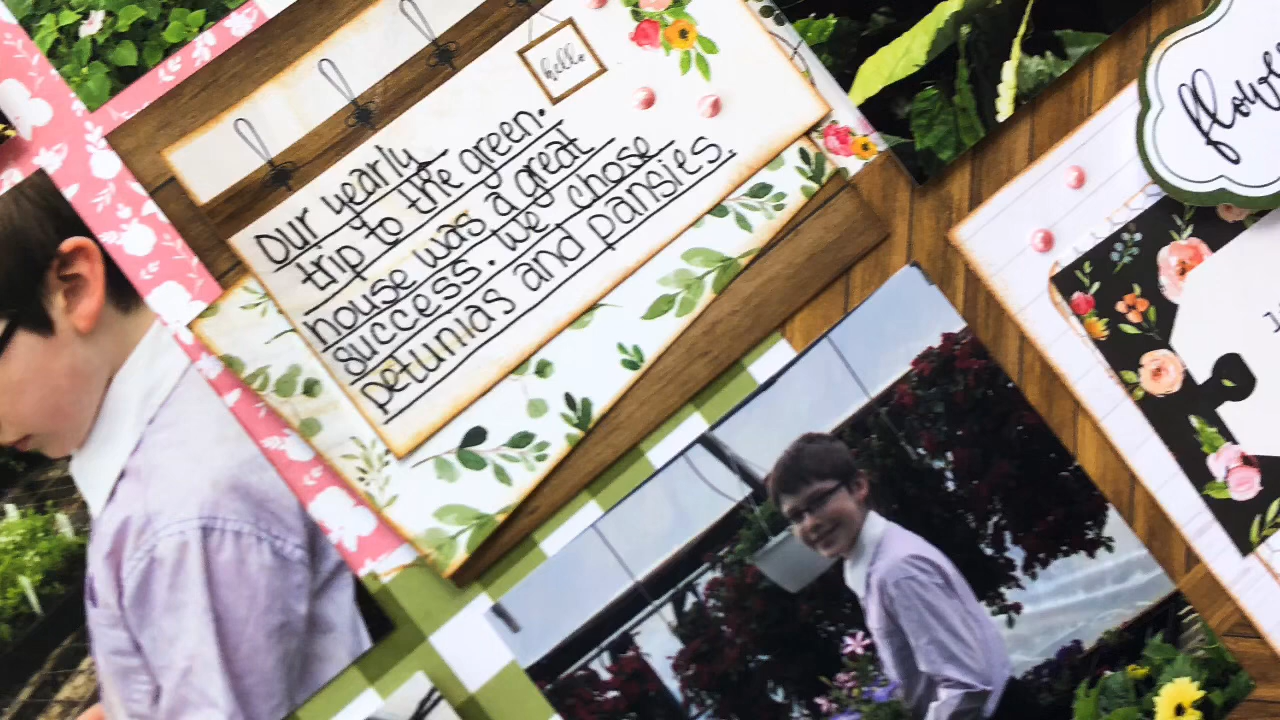 hello
Our yearly
trip to the green.
house was a great
success. we chose
petunias and pansies.